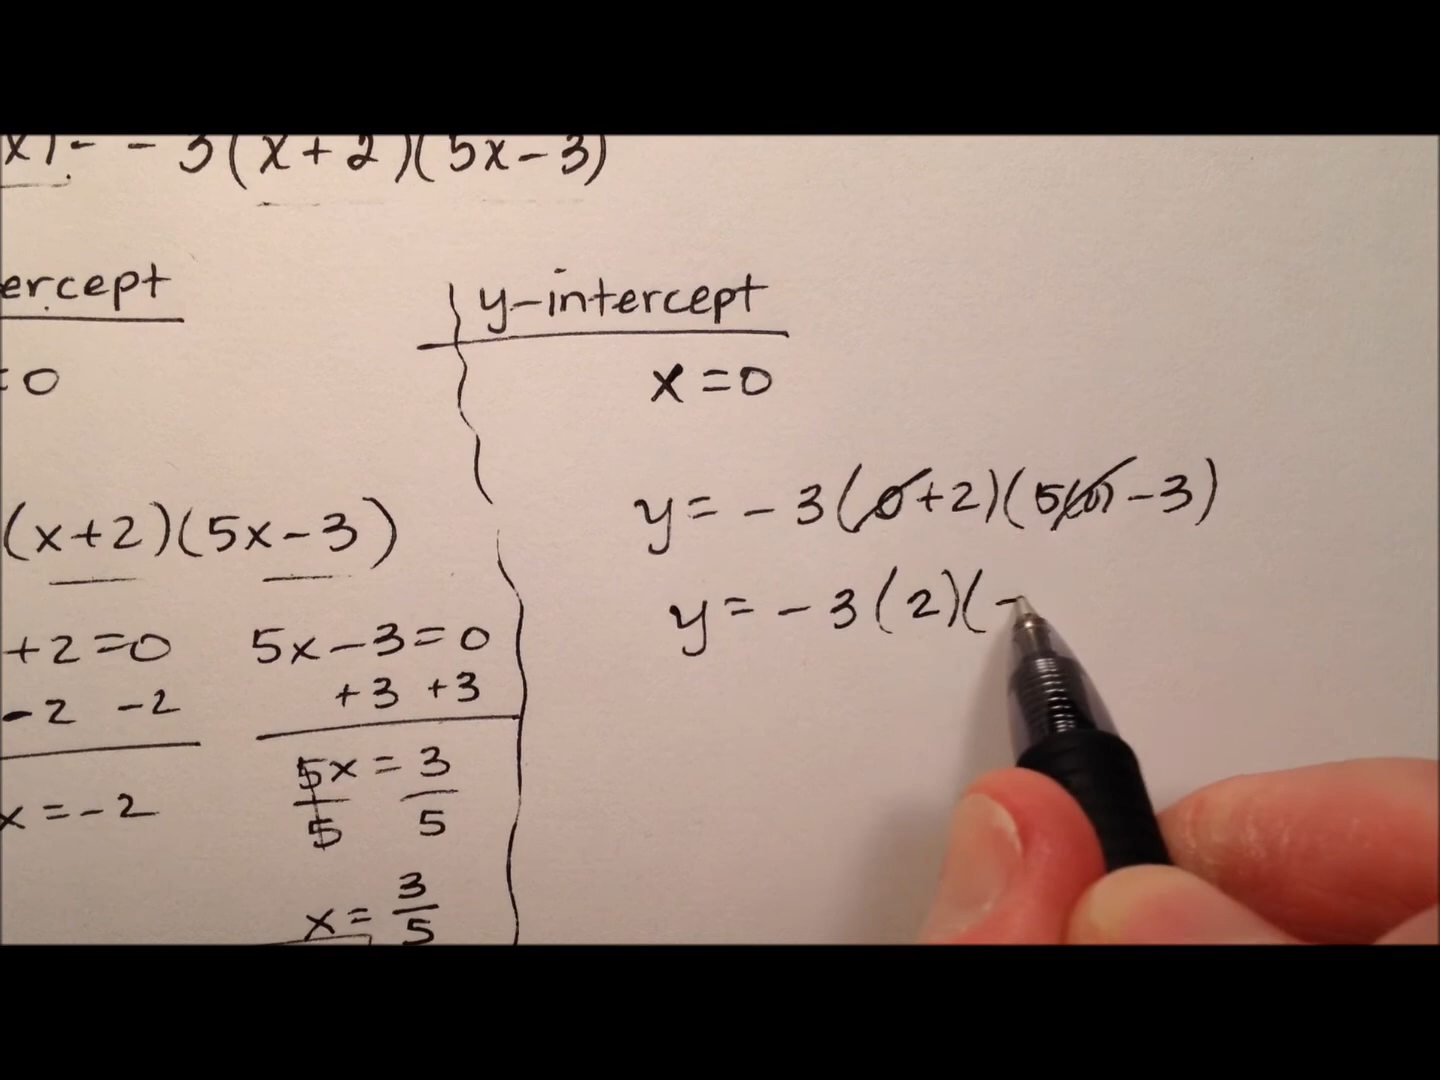 x) = - 3(x+2)(5x-3)
ercept
= 0
(x+2)(5x-3)
+2=0 5x-3=0
-2 -2 +3 +3
x=-2
5x = 3
5 5
x = 3/5
y-intercept
x=0
y = -3(0+2)(5(0)-3)
y = -3(2)(-